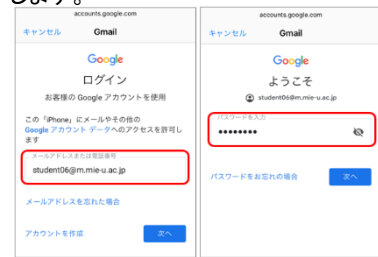 します。
accounts.google.com
キャンセル Gmail
Google
ログイン
お客様の Google アカウントを使用
この「iPhone」にメールやその他の
Google アカウント データへのアクセスを許可し
ます
メールアドレスまたは電話番号
student06@m.mie-u.ac.jp
メールアドレスを忘れた場合
アカウントを作成
次へ
accounts.google.com
キャンセル Gmail
Google
ようこそ
student06@m.mie-u.ac.jp
パスワードを入力
••••••••
パスワードをお忘れの場合
次へ